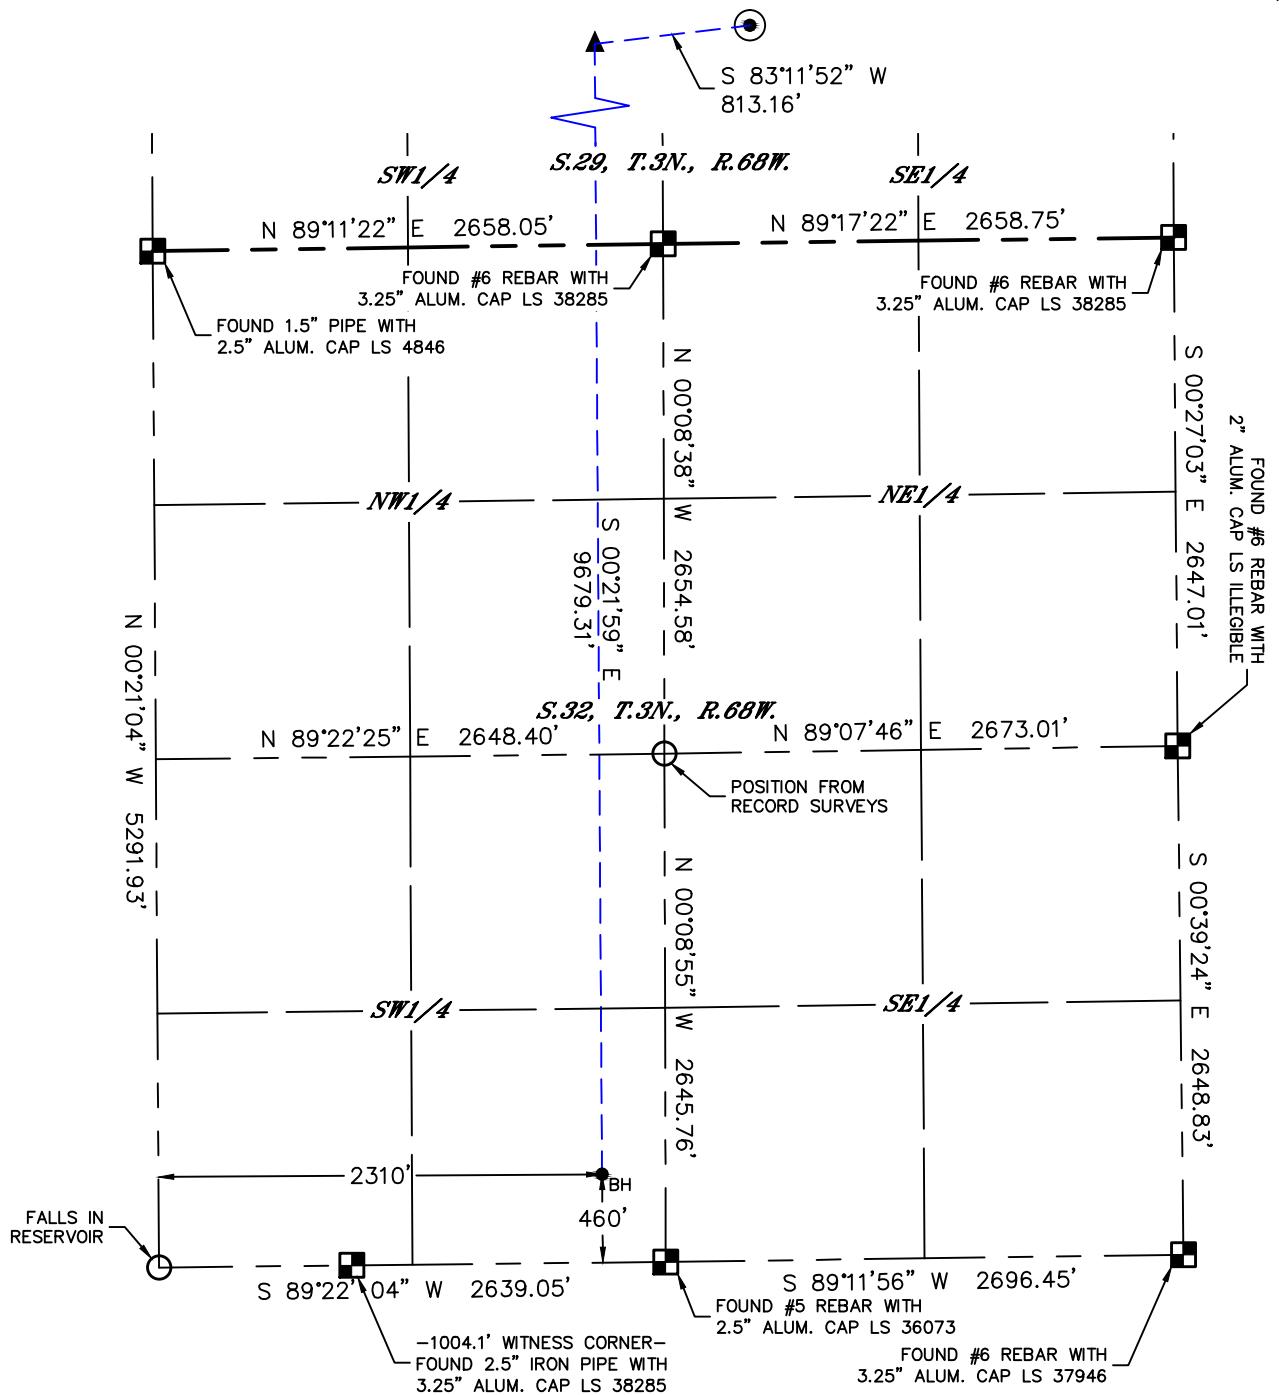 S 83°11'52" W
813.16'
S.29, T.3N., R.68W.
SW1/4
SE1/4
N 89°11'22" E 2658.05'
N 89°17'22" E 2658.75'
FOUND #6 REBAR WITH
3.25" ALUM. CAP LS 38285
FOUND #6 REBAR WITH
3.25" ALUM. CAP LS 38285
FOUND 1.5" PIPE WITH
2.5" ALUM. CAP LS 4846
N 00°08'38" W 2654.58'
S 00°27'03" E 2647.01'
FOUND #6 REBAR WITH
2" ALUM. CAP LS ILLEGIBLE
NW1/4
NE1/4
S 00°21'59" E
9679.31'
N 00°21'04" W 5291.93'
S.32, T.3N., R.68W.
N 89°22'25" E 2648.40'
N 89°07'46" E 2673.01'
POSITION FROM
RECORD SURVEYS
N 00°08'55" W 2645.76'
S 00°39'24" E 2648.83'
SW1/4
SE1/4
2310'
BH
460'
FALLS IN
RESERVOIR
S 89°22'04" W 2639.05'
S 89°11'56" W 2696.45'
FOUND #5 REBAR WITH
2.5" ALUM. CAP LS 36073
-1004.1' WITNESS CORNER-
FOUND 2.5" IRON PIPE WITH
3.25" ALUM. CAP LS 38285
FOUND #6 REBAR WITH
3.25" ALUM. CAP LS 37946